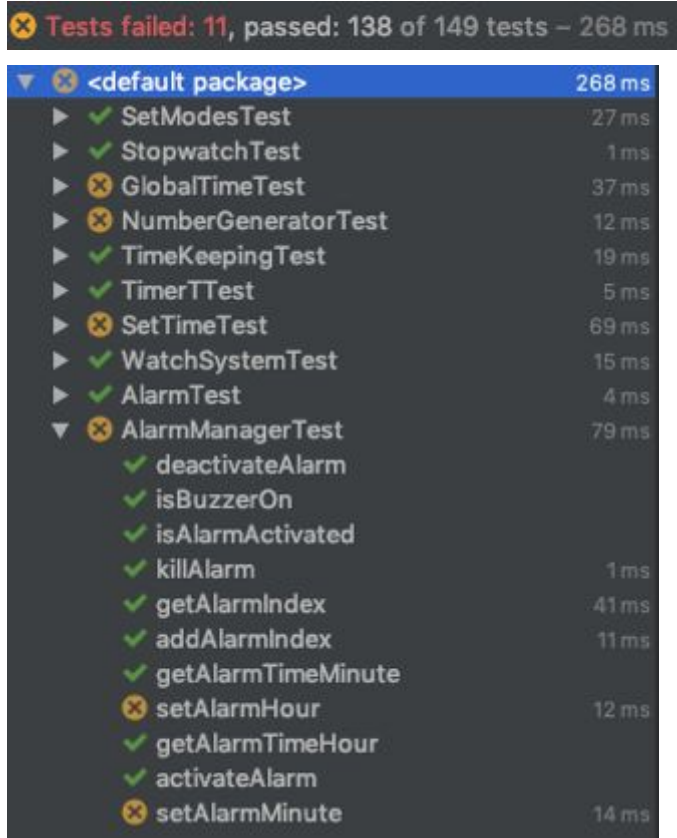 Tests failed: 11, passed: 138 of 149 tests – 268 ms
<default package> 268 ms
SetModesTest 27 ms
StopwatchTest 1 ms
GlobalTimeTest 37 ms
NumberGeneratorTest 12 ms
TimeKeepingTest 19 ms
TimerTTest 5 ms
SetTimeTest 69 ms
WatchSystemTest 15 ms
AlarmTest 4 ms
AlarmManagerTest 79 ms
deactivateAlarm
isBuzzerOn
isAlarmActivated
killAlarm 1 ms
getAlarmIndex 41 ms
addAlarmIndex 11 ms
getAlarmTimeMinute
setAlarmHour 12 ms
getAlarmTimeHour
activateAlarm
setAlarmMinute 14 ms